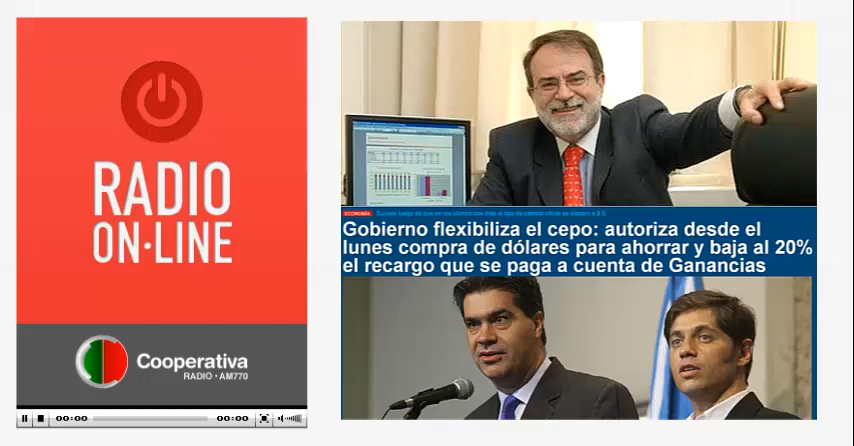 RADIO
ON·LINE
Cooperativa
RADIO · AM770
00:00
00:00
ECONOMÍA
Gobierno flexibiliza el cepo: autoriza desde el
lunes compra de dólares para ahorrar y baja al 20%
el recargo que se paga a cuenta de Ganancias